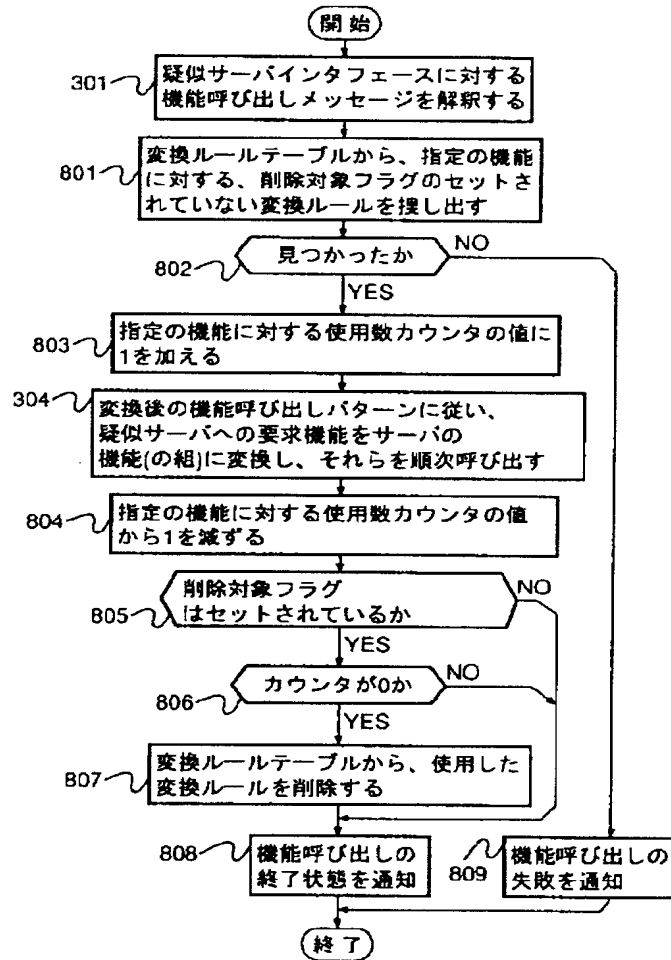 開始
301
疑似サーバインタフェースに対する
機能呼び出しメッセージを解釈する
801
変換ルールテーブルから、指定の機能
に対する、削除対象フラグのセットさ
れていない変換ルールを捜し出す
802
見つかったか
NO
YES
803
指定の機能に対する使用数カウンタの値に
1を加える
304
変換後の機能呼び出しパターンに従い、
疑似サーバへの要求機能をサーバの
機能(の組)に変換し、それらを順次呼び出す
804
指定の機能に対する使用数カウンタの値
から1を減ずる
805
削除対象フラグ
はセットされているか
NO
YES
806
カウンタが0か
NO
YES
807
変換ルールテーブルから、使用した
変換ルールを削除する
808
機能呼び出しの
終了状態を通知
809
機能呼び出しの
失敗を通知
終了